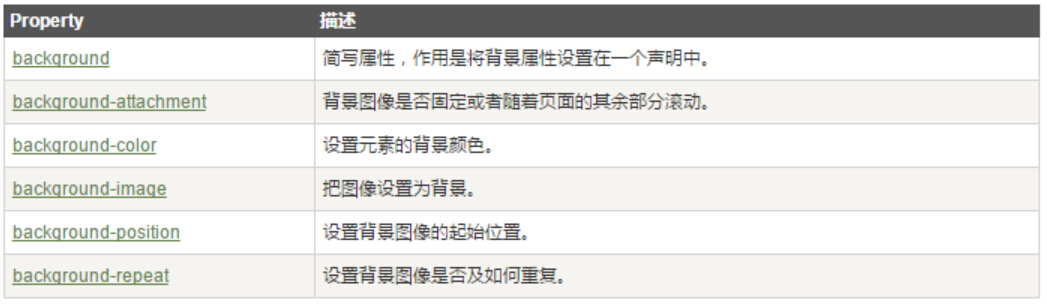 Property 描述
background 简写属性，作用是将背景属性设置在一个声明中。
background-attachment 背景图像是否固定或者随着页面的其余部分滚动。
background-color 设置元素的背景颜色。
background-image 把图像设置为背景。
background-position 设置背景图像的起始位置。
background-repeat 设置背景图像是否及如何重复。